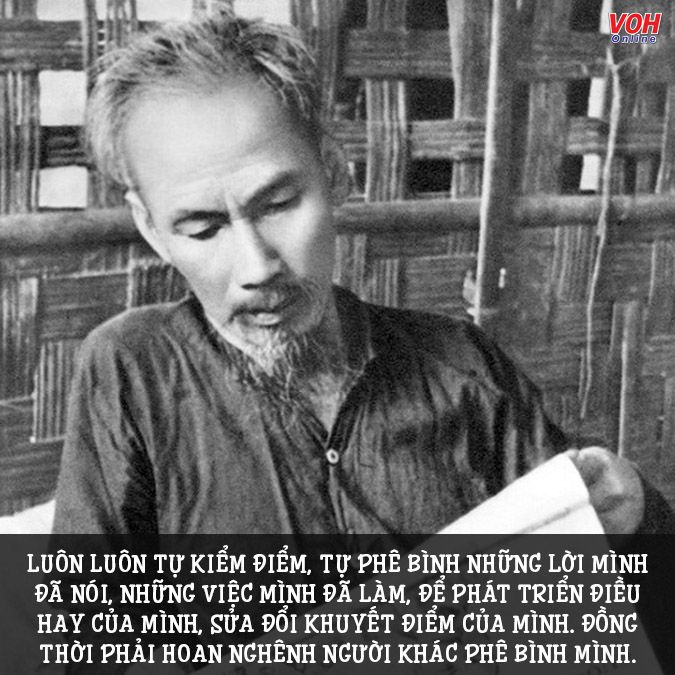 VOH
Online
LUÔN LUÔN TỰ KIỂM ĐIỂM, TỰ PHÊ BÌNH NHỮNG LỜI MÌNH
ĐÃ NÓI, NHỮNG VIỆC MÌNH ĐÃ LÀM, ĐỂ PHÁT TRIỂN ĐIỀU
HAY CỦA MÌNH, SỬA ĐỔI KHUYẾT ĐIỂM CỦA MÌNH. ĐỒNG
THỜI PHẢI HOAN NGHÊNH NGƯỜI KHÁC PHÊ BÌNH MÌNH.